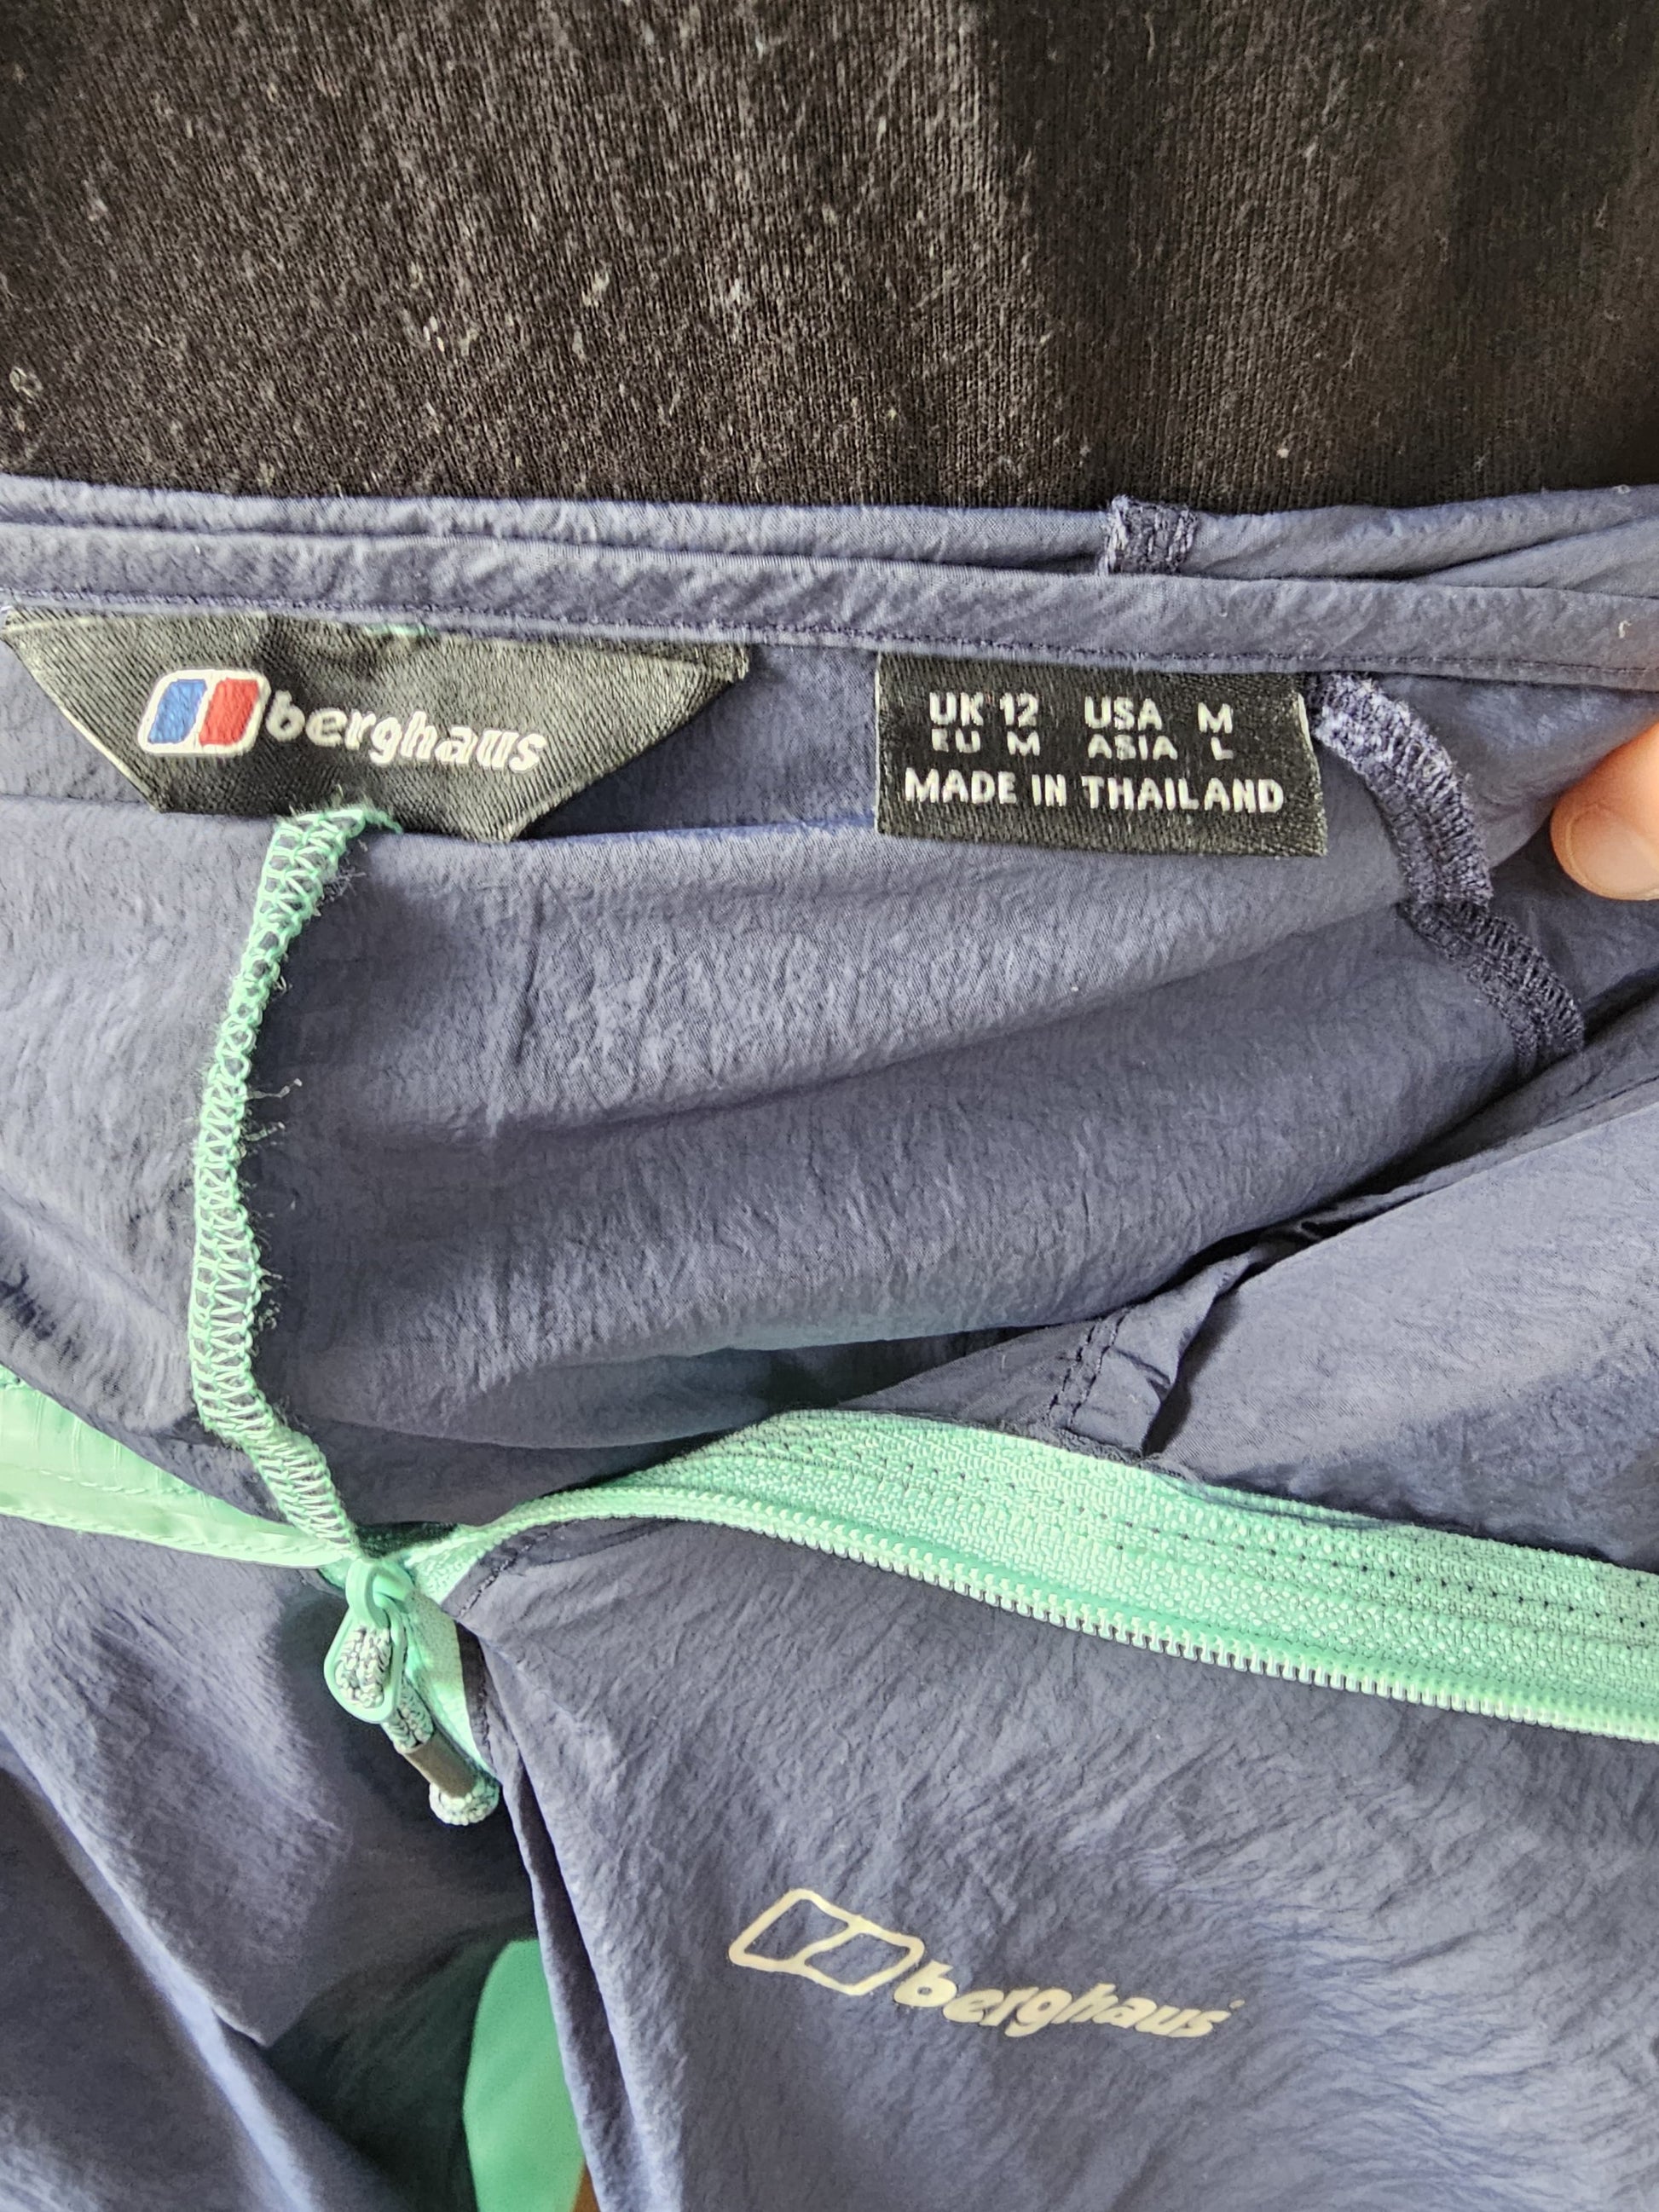 berghaus
UK 12 USA M
EU M ASIA L
MADE IN THAILAND
berghaus